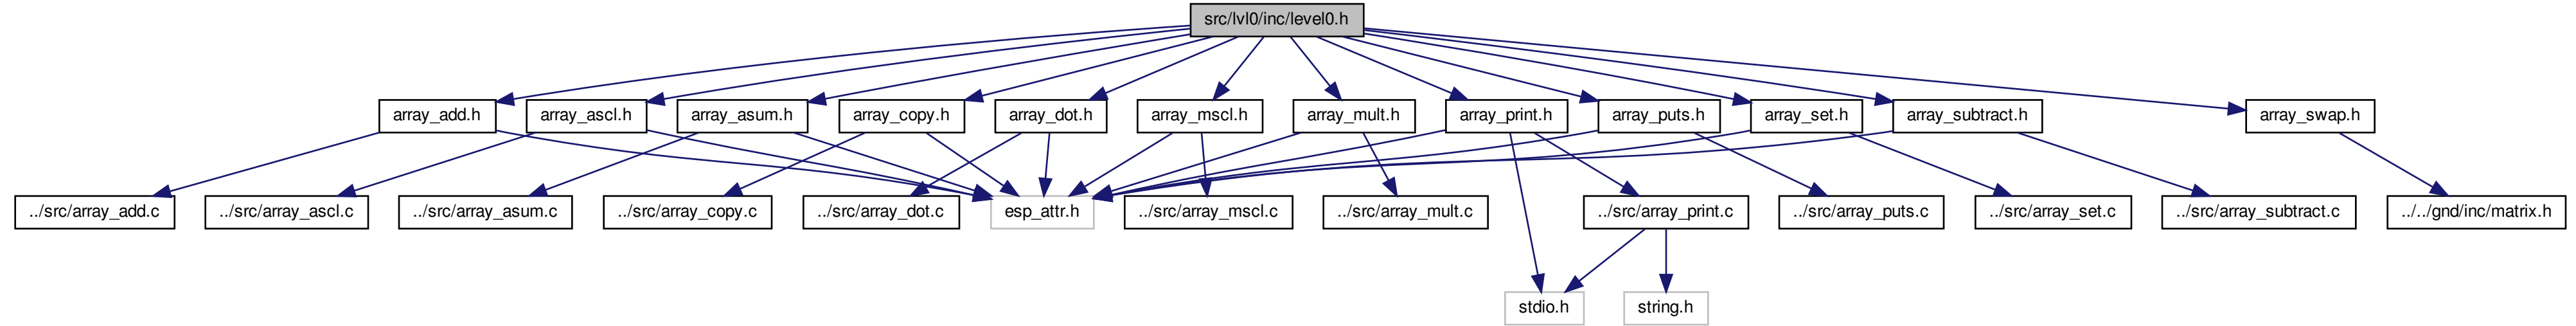 src/lvl0/inc/level0.h
array_add.h
array_ascl.h
array_asum.h
array_copy.h
array_dot.h
array_mscl.h
array_mult.h
array_print.h
array_puts.h
array_set.h
array_subtract.h
array_swap.h
../src/array_add.c
../src/array_ascl.c
../src/array_asum.c
../src/array_copy.c
../src/array_dot.c
esp_attr.h
../src/array_mscl.c
../src/array_mult.c
../src/array_print.c
../src/array_puts.c
../src/array_set.c
../src/array_subtract.c
../../gnd/inc/matrix.h
stdio.h
string.h